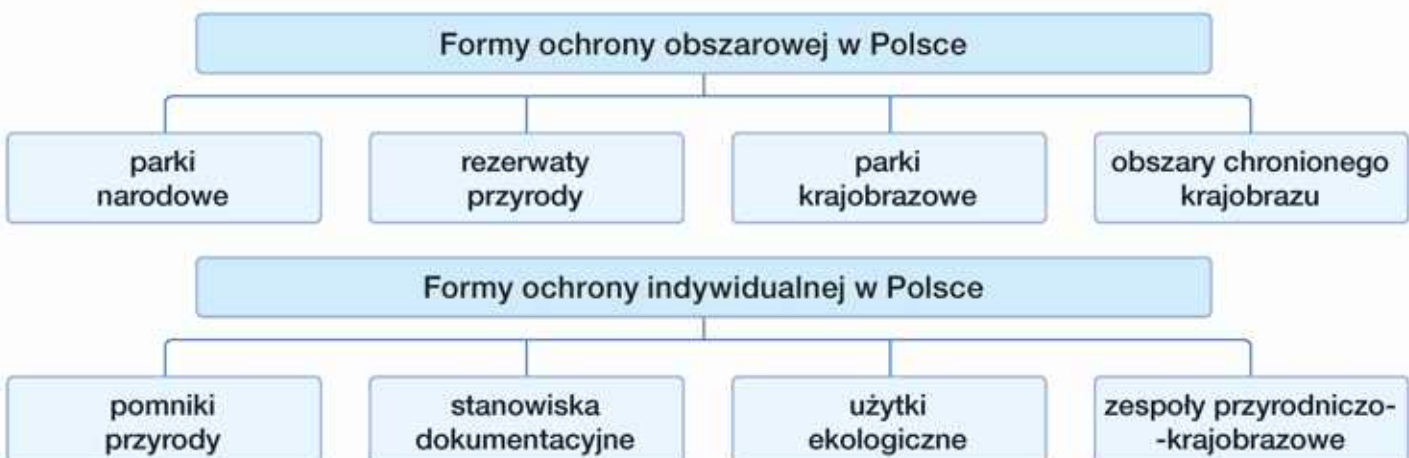 Formy ochrony obszarowej w Polsce
parki
narodowe
rezerwaty
przyrody
parki
krajobrazowe
obszary chronionego
krajobrazu
Formy ochrony indywidualnej w Polsce
pomniki
przyrody
stanowiska
dokumentacyjne
użytki
ekologiczne
zespoły przyrodniczo-
-krajobrazowe